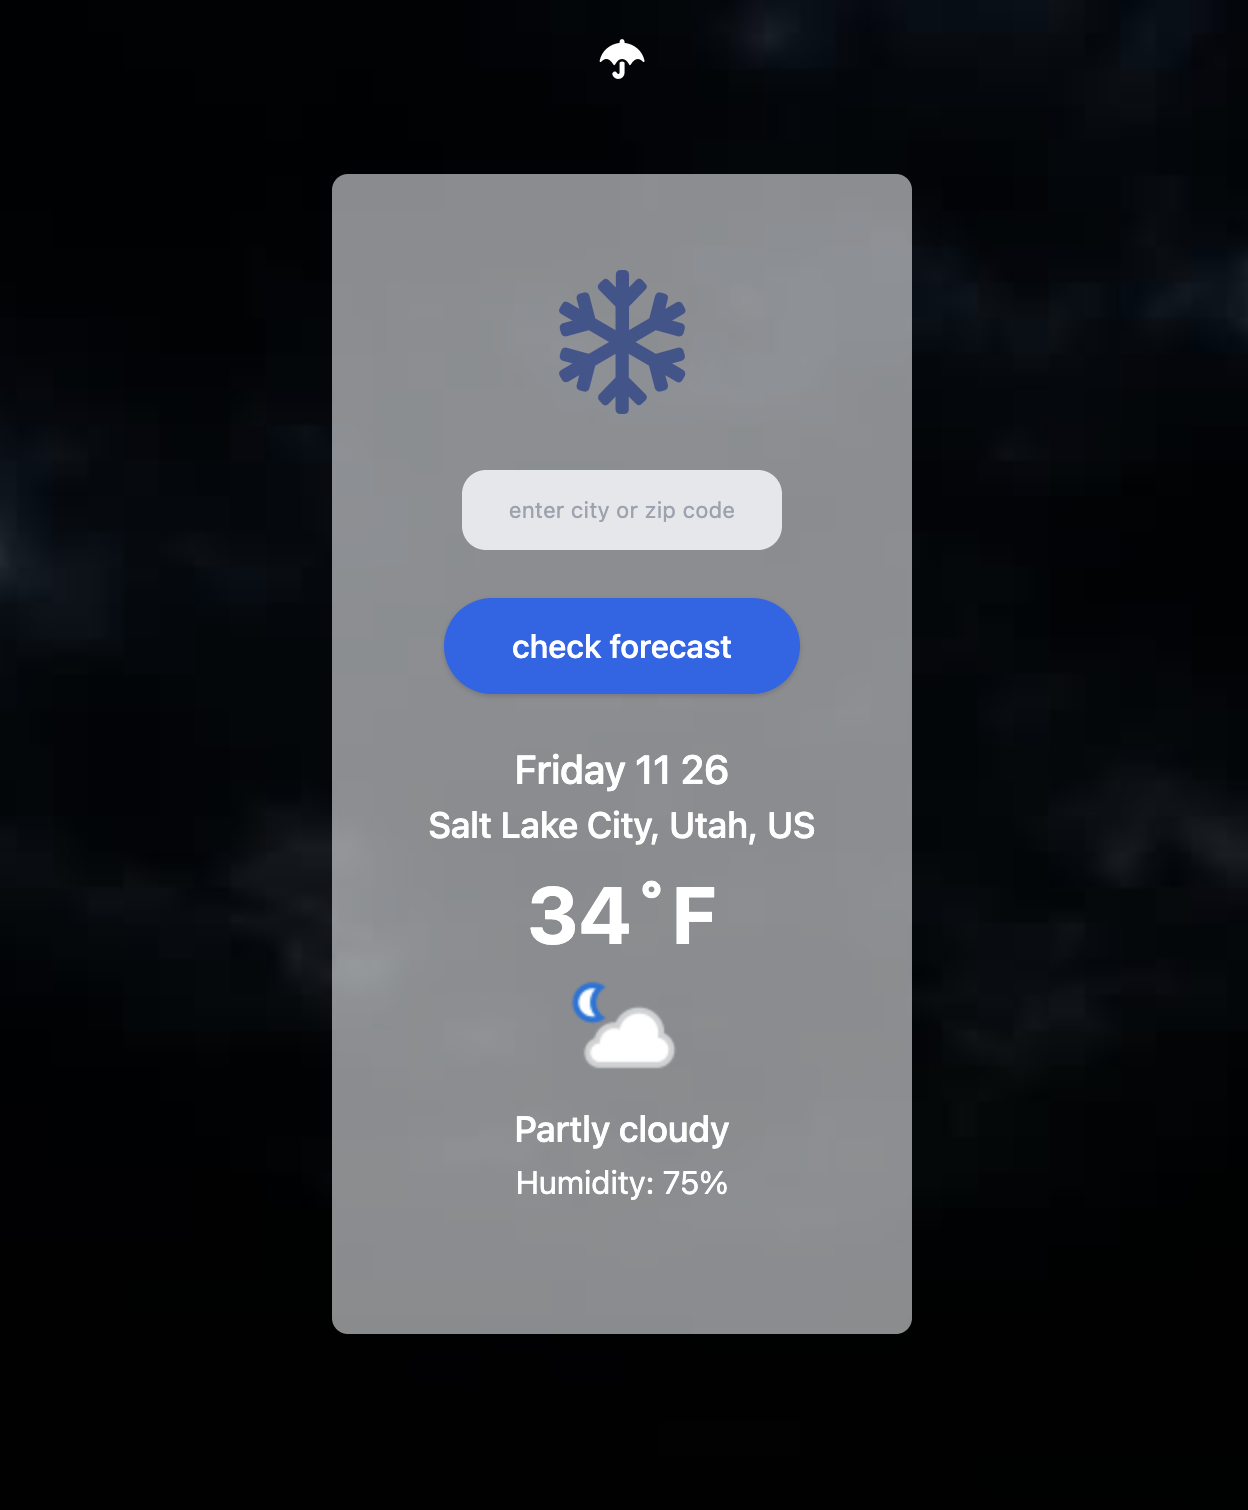 enter city or zip code
check forecast
Friday 11 26
Salt Lake City, Utah, US
34˚F
Partly cloudy
Humidity: 75%